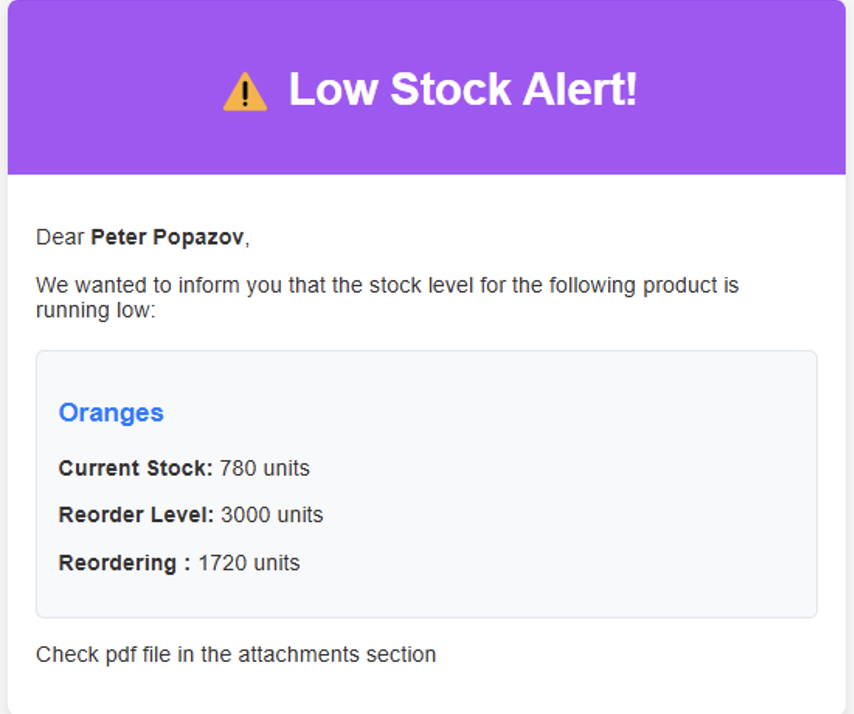 ⚠️ Low Stock Alert!
Dear Peter Popazov,
We wanted to inform you that the stock level for the following product is
running low:
Oranges
Current Stock: 780 units
Reorder Level: 3000 units
Reordering : 1720 units
Check pdf file in the attachments section